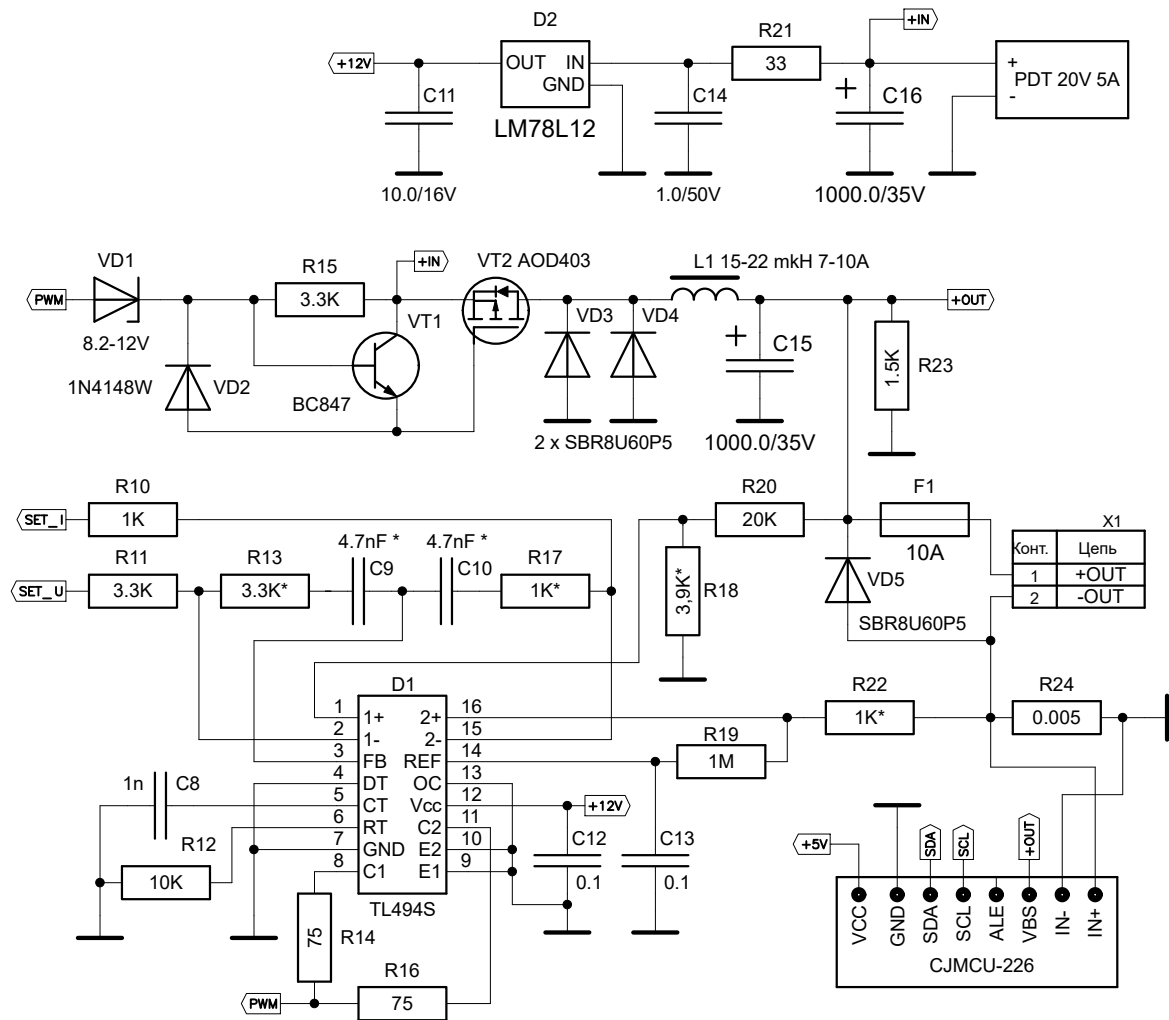 D2
+12V
OUT IN
GND
LM78L12
C11
10.0/16V
C14
1.0/50V
R21
33
+IN
+
C16
1000.0/35V
+
PDT 20V 5A
-
VD1
PWM
8.2-12V
1N4148W
VD2
R15
3.3K
+IN
VT1
BC847
VT2 AOD403
VD3
VD4
2 x SBR8U60P5
L1 15-22 mkH 7-10A
+
C15
1000.0/35V
+OUT
1.5K
R23
R10
SET_I
1K
R11
SET_U
3.3K
R13
3.3K*
4.7nF *
C9
4.7nF *
C10
R17
1K*
R20
20K
3,9K*
R18
F1
10A
VD5
SBR8U60P5
X1
Конт. Цепь
1 +OUT
2 -OUT
D1
1 1+ 2+ 16
2 1- 2- 15
3 FB REF 14
4 DT OC 13
5 CT Vcc 12
6 RT C2 11
7 GND E2 10
8 C1 E1 9
TL494S
1n
C8
R12
10K
75
R14
R16
75
PWM
R19
1M
R22
1K*
R24
0.005
+12V
C12
0.1
C13
0.1
+5V
SDA
SCL
+OUT
VCC
GND
SDA
SCL
ALE
VBS
IN-
IN+
CJMCU-226